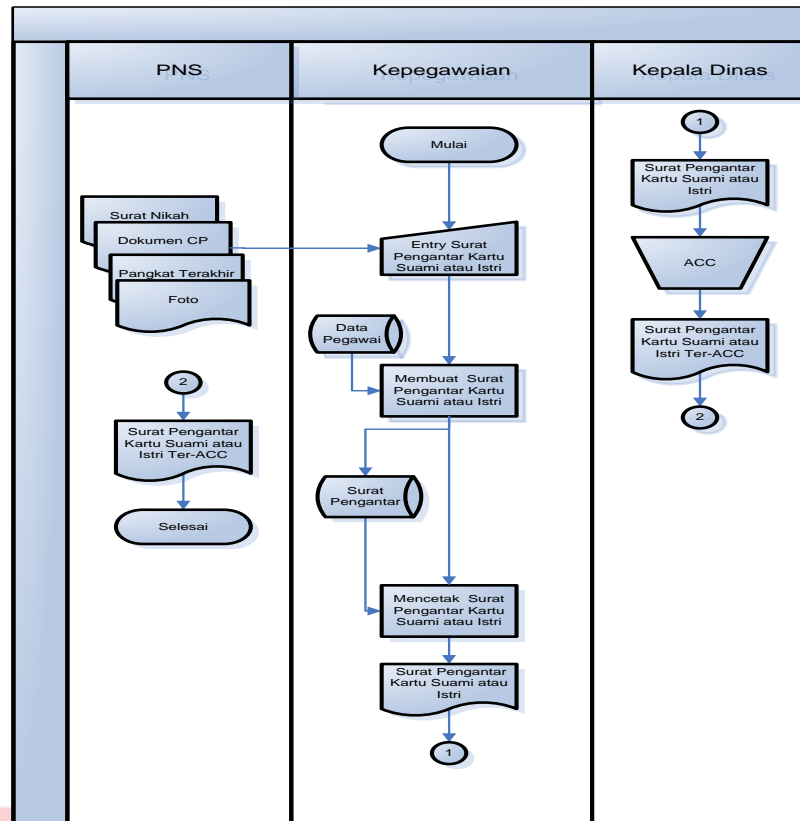 PNS
Kepegawaian
Kepala Dinas
Surat Nikah
Dokumen CP
Pangkat Terakhir
Foto
2
Surat Pengantar
Kartu Suami atau
Istri Ter-ACC
Selesai
Mulai
Entry Surat
Pengantar Kartu
Suami atau Istri
Data
Pegawai
Membuat Surat
Pengantar Kartu
Suami atau Istri
Surat
Pengantar
Mencetak Surat
Pengantar Kartu
Suami atau Istri
Surat Pengantar
Kartu Suami atau
Istri
1
1
Surat Pengantar
Kartu Suami atau
Istri
ACC
Surat Pengantar
Kartu Suami atau
Istri Ter-ACC
2